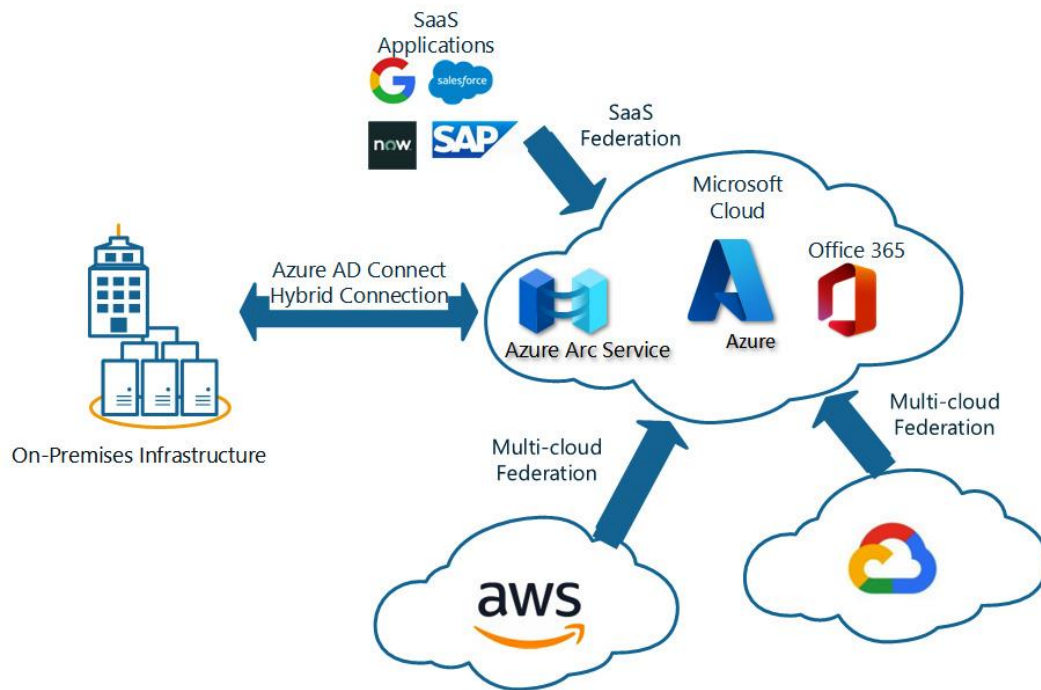 SaaS
Applications
salesforce
now
SAP
SaaS
Federation
Microsoft
Cloud
Office 365
Azure AD Connect
Hybrid Connection
Azure Arc Service
Azure
On-Premises Infrastructure
Multi-cloud
Federation
Multi-cloud
Federation
aws